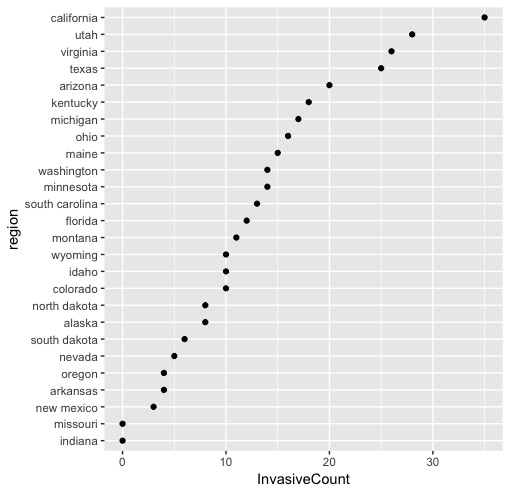 california
utah
virginia
texas
arizona
kentucky
michigan
ohio
maine
washington
minnesota
south carolina
florida
montana
wyoming
idaho
colorado
north dakota
alaska
south dakota
nevada
oregon
arkansas
new mexico
missouri
indiana
region
0 10 20 30
InvasiveCount